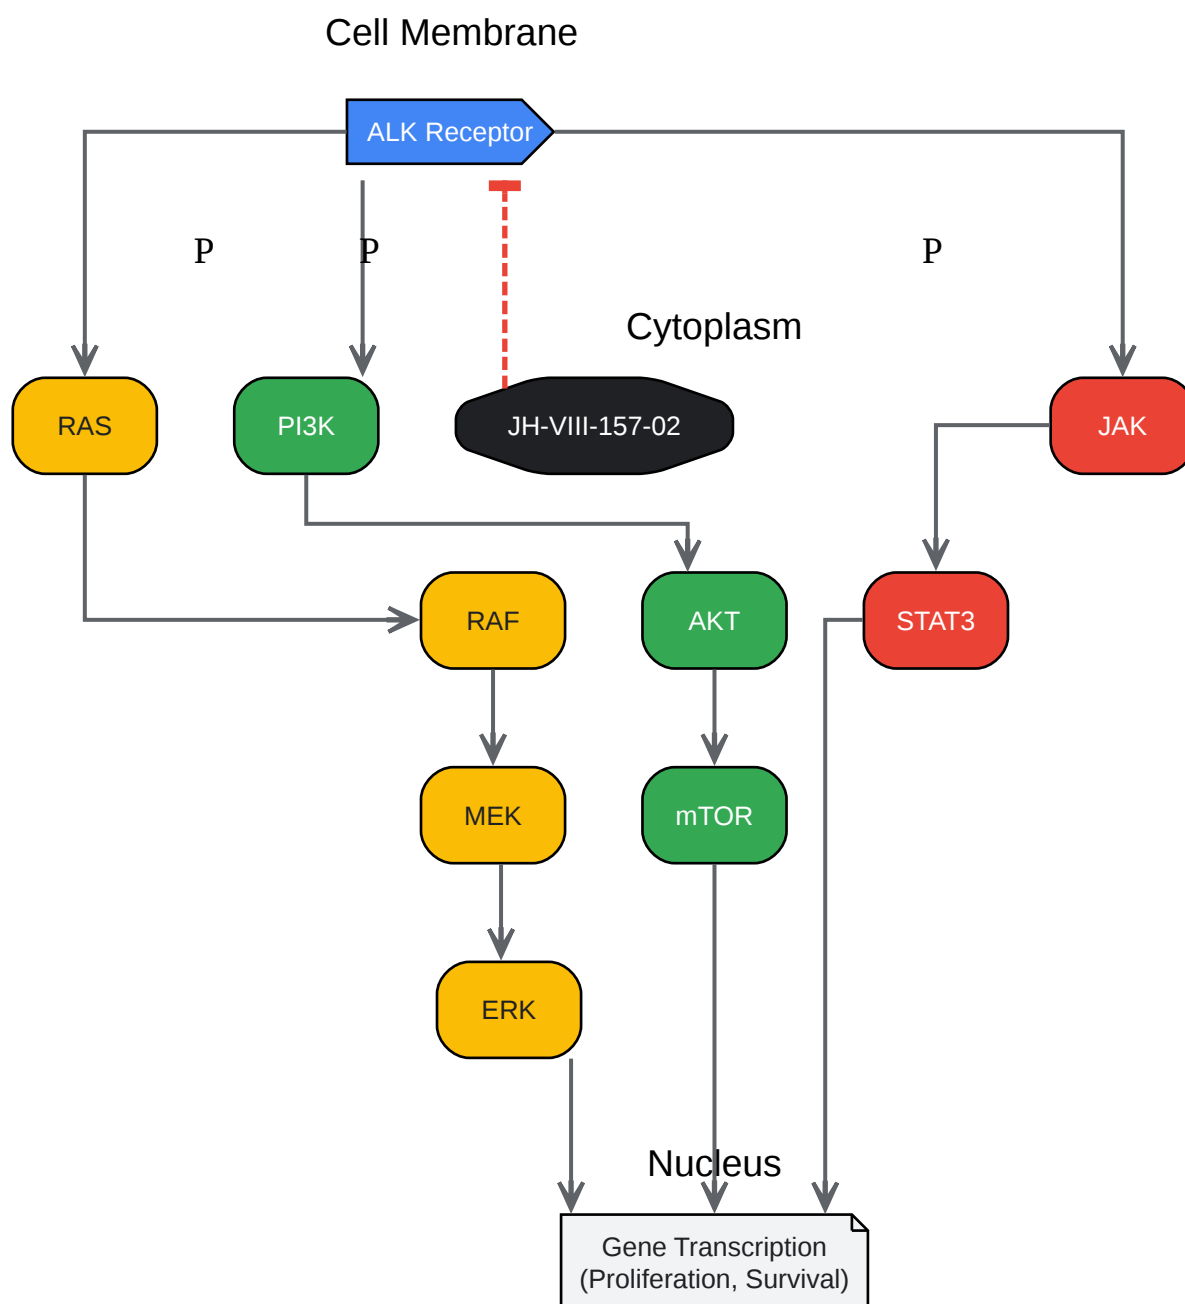 Cell Membrane
ALK Receptor
P
P
P
Cytoplasm
RAS
PI3K
JH-VIII-157-02
JAK
RAF
AKT
STAT3
MEK
mTOR
ERK
Nucleus
Gene Transcription
(Proliferation, Survival)